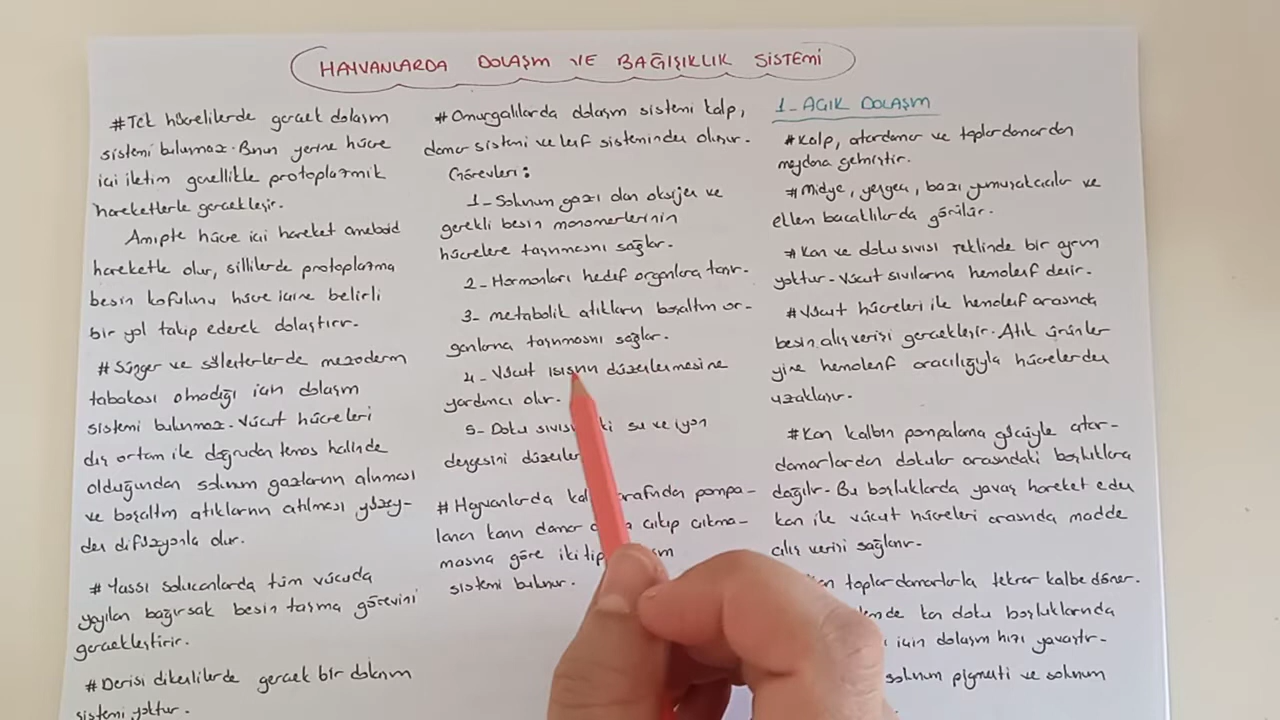 HAYVANLARDA DOLAŞIM VE BAĞIŞIKLIK SİSTEMİ
#Tek hücrelilerde gerçek dolaşım
sistemi bulunmaz. Bunun yerine hücre
içi iletim genellikle protoplazmik
hareketlerle gerçekleşir.
Amipte hücre içi hareket ameboid
hareketle olur, sillilerde protoplazma
besin kofulunu hücre içine belirli
bir yol takip ederek dolaştırır.
#Sünger ve sölenterlerde mezoderm
tabakası olmadığı için dolaşım
sistemi bulunmaz. Vücut hücreleri
dış ortam ile doğrudan temas halinde
olduğundan solunum gazlarının alınması
ve boşaltım atıklarının atılması yüzey-
den difüzyonla olur.
#Yassı solucanlarda tüm vücuda
yayılan bağırsak besin taşıma görevini
gerçekleştirir.
#Derisi dikenlilerde gerçek bir dolaşım
sistemi yoktur.
#Omurgalılarda dolaşım sistemi kalp,
damar sistemi ve lenf sisteminden oluşur.
Görevleri:
1-Solunum gazı olan oksijen ve
gerekli besin monomerlerinin
hücrelere taşınmasını sağlar.
2-Hormonları hedef organlara taşır.
3-metabolik atıkların boşaltım or-
ganlarına taşınmasını sağlar.
4-Vücut ısısının düzenlenmesine
yardımcı olur.
5-Doku su ve iyon
dengesini
#Hayvanlarda pompa-
lanan kanın damar çıkıp çıkma-
masına göre iki tip
sistemi bulunur.
1-AÇIK DOLAŞIM
#Kalp, atardamar ve toplardamardan
meydana gelmiştir.
#Midye, yengeç, bazı yumuşakçalar ve
eklem bacaklılarda görülür.
#Kan ve doku sıvısı şeklinde bir ayrım
yoktur. Vücut sıvılarına hemolenf denir.
#Vücut hücreleri ile hemolenf arasında
besin alış verişi gerçekleşir. Atık ürünler
yine hemolenf aracılığıyla hücrelerden
uzaklaşır.
#Kan kalbin pompalama gücüyle atar-
damarlardan dokular arasındaki boşluklara
dağılır. Bu boşluklarda yavaş hareket eden
kan ile vücut hücreleri arasında madde
alış verişi sağlanır.
toplardamarlarla tekrar kalbe döner.
kan doku boşluklarında
için dolaşım hızı yavaştır.
solunum pigmenti ve solunum